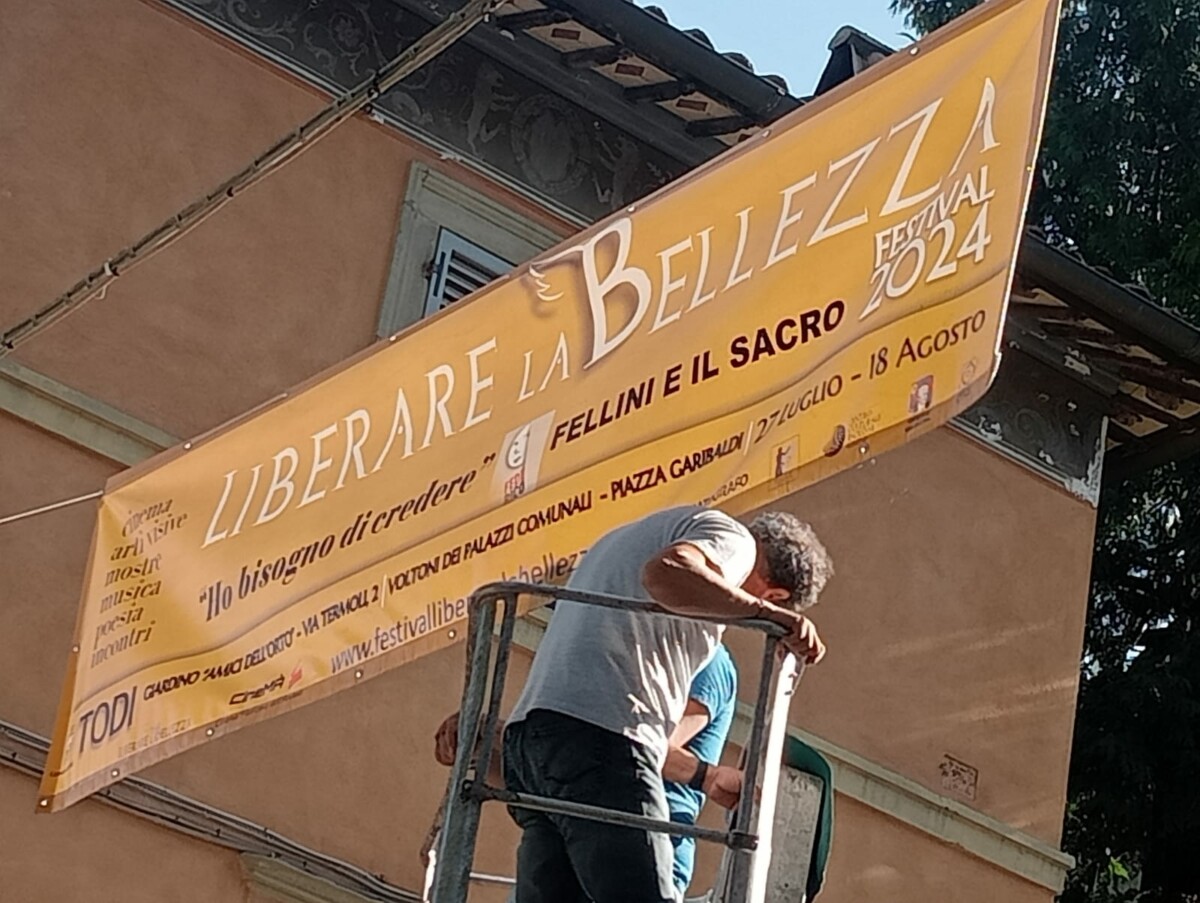 LIBERARE LA BELLEZZA
FESTIVAL
2024
cinema
arti visive
mostre
musica
poesia
incontri
"Ho bisogno di credere"
FELLINI E IL SACRO
TODI
GIARDINO "AMICI DELL'ORTO" - VIA TERMOLI, 2 | VOLTONI DEI PALAZZI COMUNALI - PIAZZA GARIBALDI | 27 LUGLIO - 18 AGOSTO
www.festivalliber
CINEMA